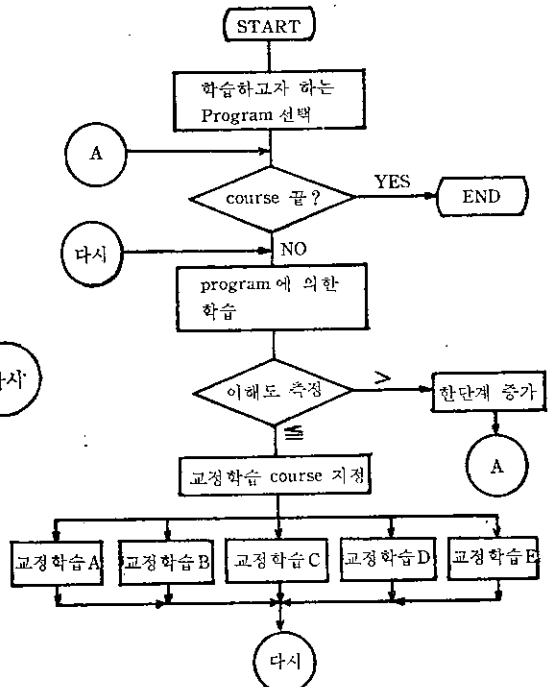 START
학습하고자 하는
Program 선택
A
course 끝?
YES
END
다시
NO
program에 의한
학습
이해도 측정
>
한단계 증가
≦
A
교정학습 course 지정
교정학습A
교정학습B
교정학습C
교정학습D
교정학습E
다시